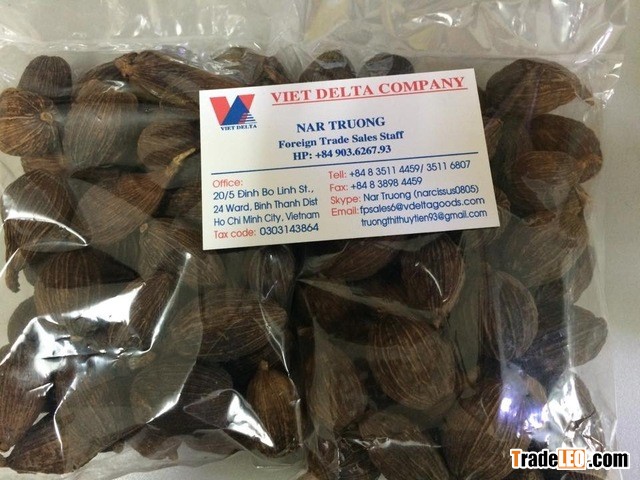 VIET DELTA COMPANY
VIET DELTA
NAR TRUONG
Foreign Trade Sales Staff
HP: +84 903.6267.93
Office:
20/5 Đinh Bo Linh St.,
24 Ward, Binh Thanh Dist
Ho Chi Minh City, Vietnam
Tax code: 0303143864
Tell: +84 8 3511 4459/ 3511 6807
Fax: +84 8 3898 4459
Skype: Nar Truong (narcissus0805)
Email: fpsales6@vdeltagoods.com
truongthithuytien93@gmail.com
TradeLEO.com